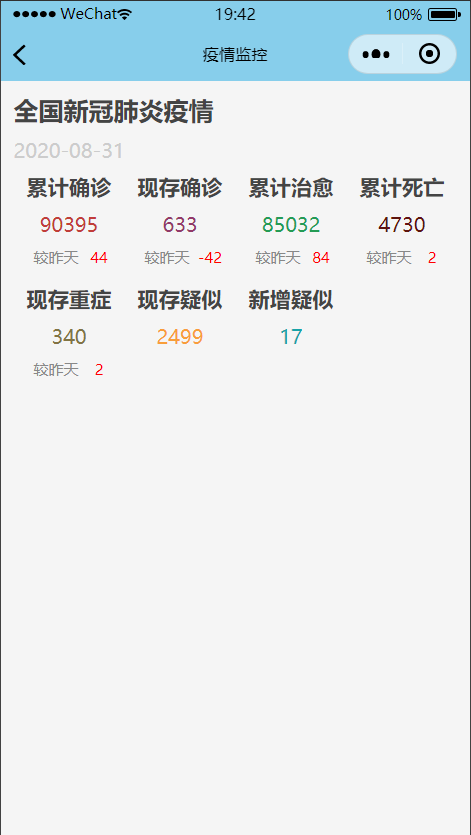 WeChat 19:42 100%
疫情监控
全国新冠肺炎疫情
2020-08-31
累计确诊 现存确诊 累计治愈 累计死亡
90395 633 85032 4730
较昨天 44 较昨天 -42 较昨天 84 较昨天 2
现存重症 现存疑似 新增疑似
340 2499 17
较昨天 2